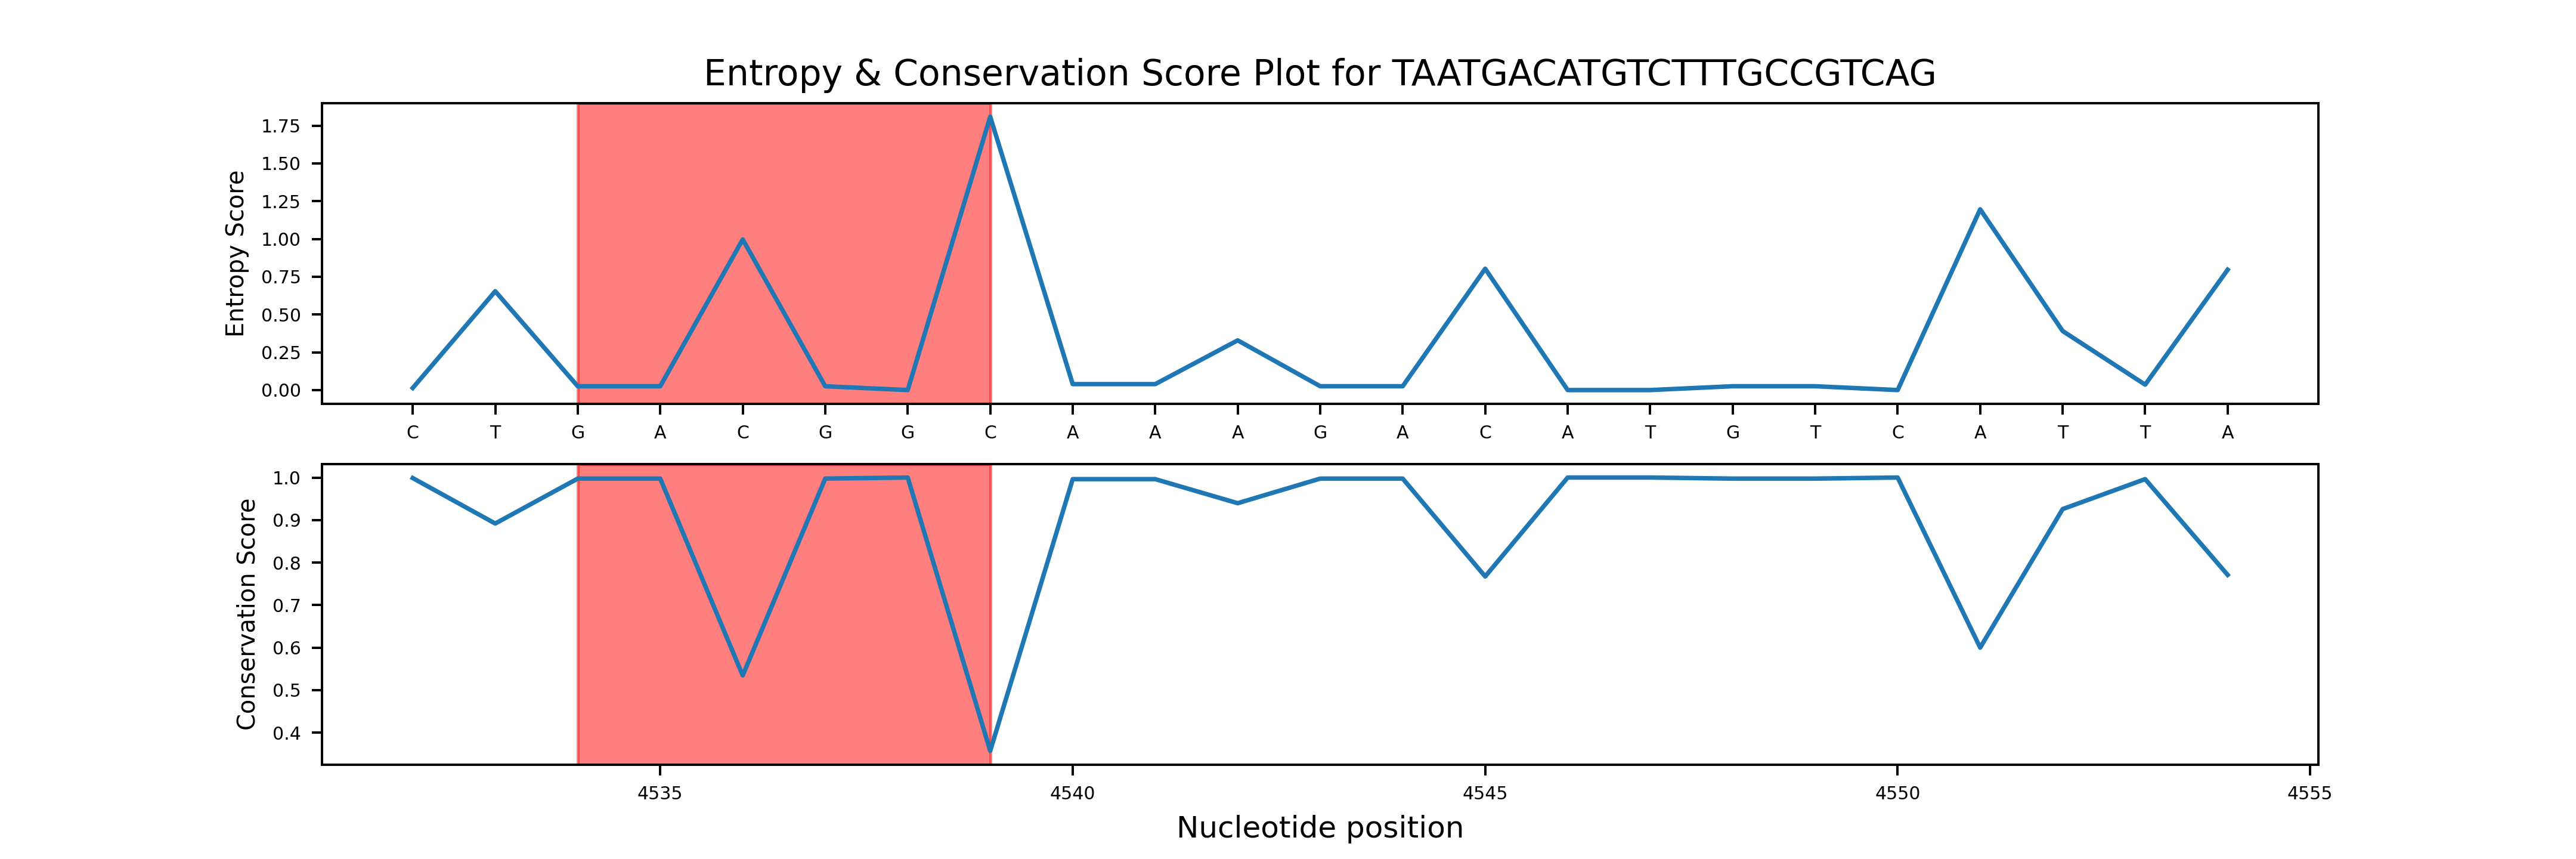 Entropy & Conservation Score Plot for TAATGACATGTCTTTGCCGTCAG
Entropy Score
1.75
1.50
1.25
1.00
0.75
0.50
0.25
0.00
C T G A C G G C A A A G A C A T G T C A T T A
Conservation Score
1.0
0.9
0.8
0.7
0.6
0.5
0.4
4535 4540 4545 4550 4555
Nucleotide position